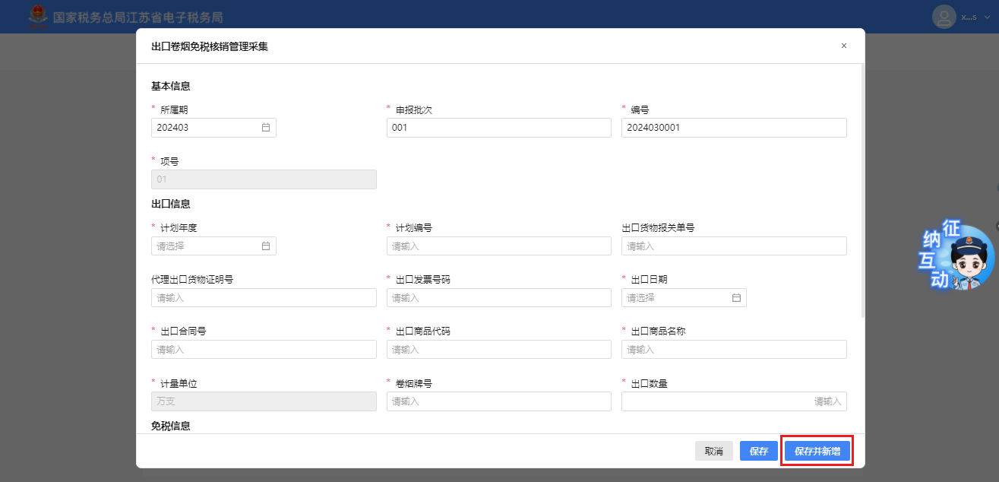 国家税务总局江苏省电子税务局
x...s
出口卷烟免税核销管理采集
×
基本信息
* 所属期
* 申报批次
* 编号
202403
001
2024030001
* 项号
01
出口信息
* 计划年度
* 计划编号
出口货物报关单号
请选择
请输入
请输入
代理出口货物证明号
* 出口发票号码
* 出口日期
请输入
请输入
请选择
* 出口合同号
* 出口商品代码
* 出口商品名称
请输入
请输入
请输入
* 计量单位
* 卷烟牌号
* 出口数量
万支
请输入
请输入
免税信息
取消
保存
保存并新增
征纳互动